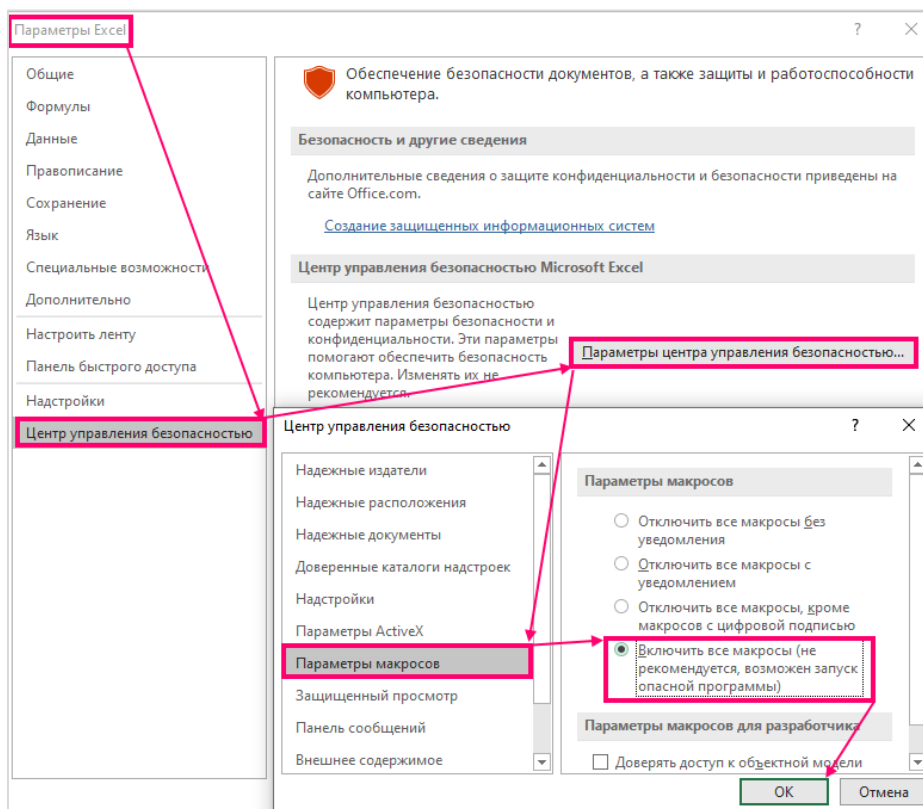 Параметры Excel
?
Общие
Формулы
Данные
Правописание
Сохранение
Язык
Специальные возможности
Дополнительно
Настроить ленту
Панель быстрого доступа
Надстройки
Центр управления безопасностью
Обеспечение безопасности документов, а также защиты и работоспособности
компьютера.
Безопасность и другие сведения
Дополнительные сведения о защите конфиденциальности и безопасности приведены на
сайте Office.com.
Создание защищенных информационных систем
Центр управления безопасностью Microsoft Excel
Центр управления безопасностью
содержит параметры безопасности и
конфиденциальности. Эти параметры
помогают обеспечить безопасность
компьютера. Изменять их не
рекомендуется.
Параметры центра управления безопасностью...
Центр управления безопасностью
?
Надежные издатели
Надежные расположения
Надежные документы
Доверенные каталоги надстроек
Надстройки
Параметры ActiveX
Параметры макросов
Защищенный просмотр
Панель сообщений
Внешнее содержимое
Параметры макросов
Отключить все макросы без
уведомления
Отключить все макросы с
уведомлением
Отключить все макросы, кроме
макросов с цифровой подписью
Включить все макросы (не
рекомендуется, возможен запуск
опасной программы)
Параметры макросов для разработчика
Доверять доступ к объектной модели
ОК
Отмена